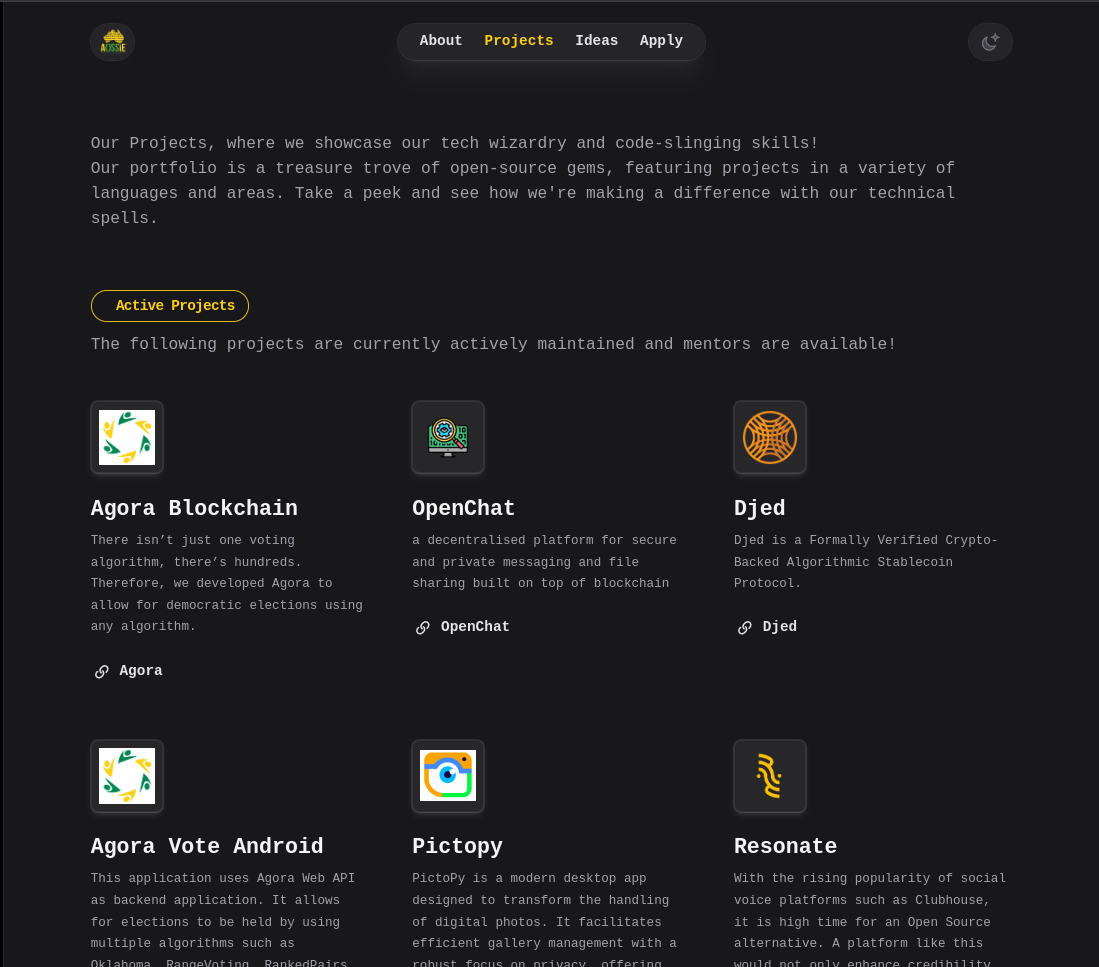 AOSSIE
About Projects Ideas Apply
Our Projects, where we showcase our tech wizardry and code-slinging skills!
Our portfolio is a treasure trove of open-source gems, featuring projects in a variety of
languages and areas. Take a peek and see how we're making a difference with our technical
spells.
Active Projects
The following projects are currently actively maintained and mentors are available!
Agora Blockchain
There isn’t just one voting
algorithm, there’s hundreds.
Therefore, we developed Agora to
allow for democratic elections using
any algorithm.
Agora
OpenChat
a decentralised platform for secure
and private messaging and file
sharing built on top of blockchain
OpenChat
Djed
Djed is a Formally Verified Crypto-
Backed Algorithmic Stablecoin
Protocol.
Djed
Agora Vote Android
This application uses Agora Web API
as backend application. It allows
for elections to be held by using
multiple algorithms such as
Oklahoma, RangeVoting, RankedPairs,
Pictopy
PictoPy is a modern desktop app
designed to transform the handling
of digital photos. It facilitates
efficient gallery management with a
robust focus on privacy, offering
Resonate
With the rising popularity of social
voice platforms such as Clubhouse,
it is high time for an Open Source
alternative. A platform like this
would not only enhance credibility